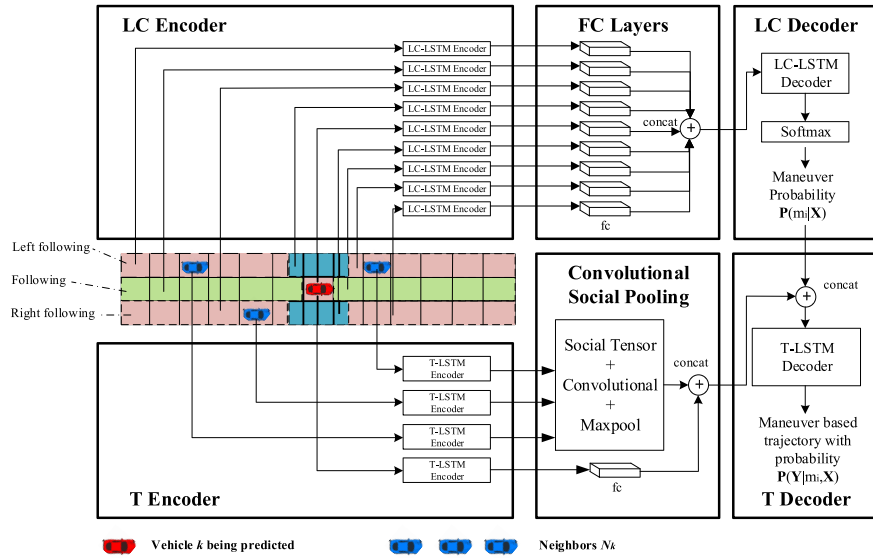 LC Encoder
FC Layers
LC Decoder
LC-LSTM Encoder
LC-LSTM Encoder
LC-LSTM Encoder
LC-LSTM Encoder
LC-LSTM Encoder
LC-LSTM Encoder
LC-LSTM Encoder
LC-LSTM Encoder
LC-LSTM Encoder
concat
+
fc
LC-LSTM
Decoder
Softmax
Maneuver
Probability
P(mᵢ|X)
Left following
Following
Right following
Convolutional
Social Pooling
Social Tensor
+
Convolutional
+
Maxpool
concat
+
fc
+
concat
T-LSTM
Decoder
Maneuver based
trajectory with
probability
P(Y|mᵢ,X)
T Decoder
T-LSTM
Encoder
T-LSTM
Encoder
T-LSTM
Encoder
T-LSTM
Encoder
T Encoder
Vehicle k being predicted
Neighbors Nₖ